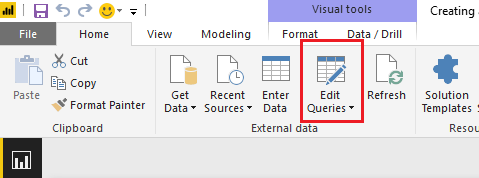 Visual tools
Creating
File
Home
View
Modeling
Format
Data / Drill
Paste
Cut
Copy
Format Painter
Clipboard
Get
Data
Recent
Sources
Enter
Data
Edit
Queries
Refresh
External data
Solution
Templates
Resou